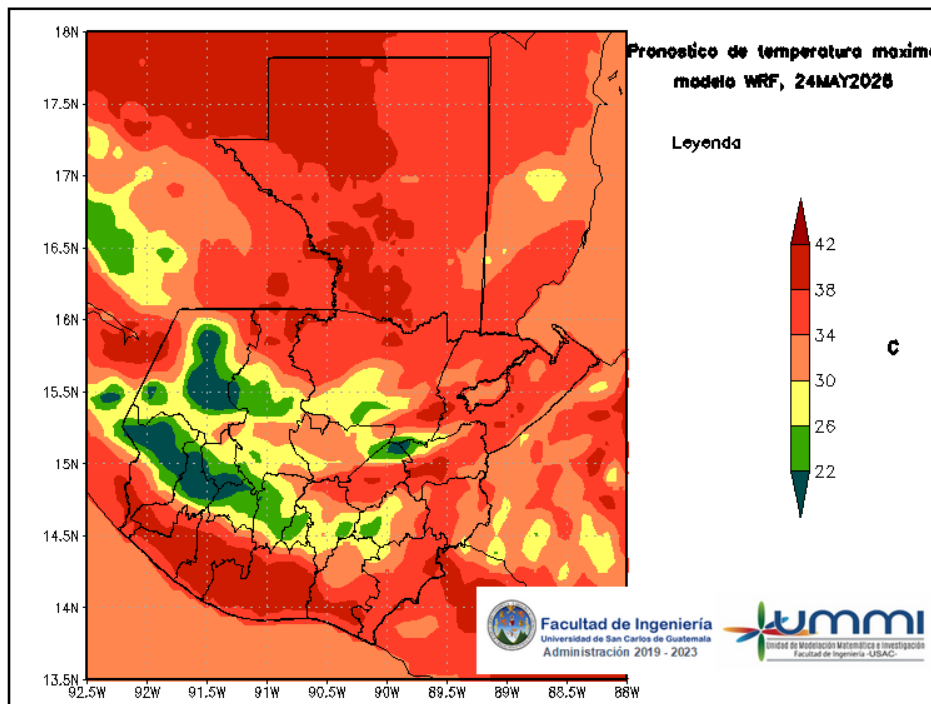 Pronostico de temperatura maxima
modelo WRF, 24MAY2026
Leyenda
42
38
34
30
26
22
C
18N
17.5N
17N
16.5N
16N
15.5N
15N
14.5N
14N
13.5N
92.5W
92W
91.5W
91W
90.5W
90W
89.5W
89W
88.5W
88W
Facultad de Ingeniería
Universidad de San Carlos de Guatemala
Administración 2019 - 2023
UMMI
Unidad de Modelación Matemática e Investigación
Facultad de Ingeniería -USAC-